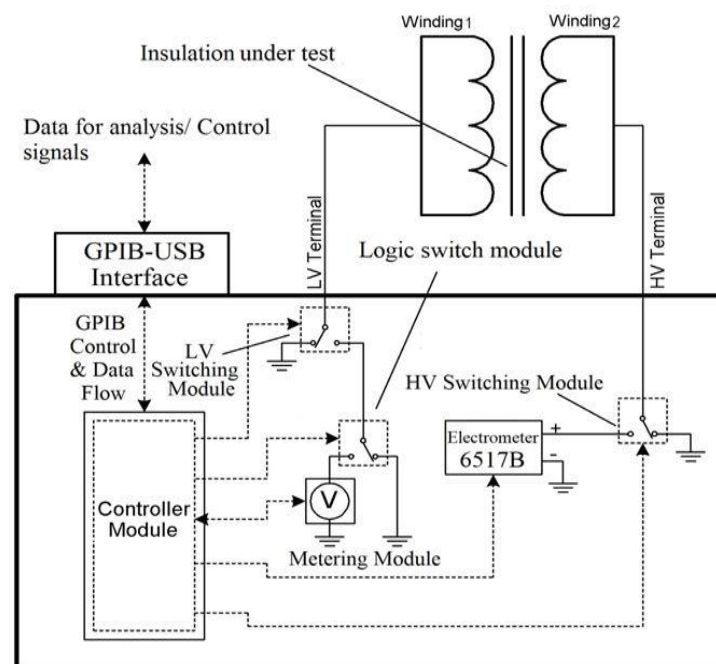 Winding1
Winding2
Insulation under test
Data for analysis/ Control
signals
GPIB-USB
Interface
LV Terminal
Logic switch module
HV Terminal
GPIB
Control
& Data
Flow
LV
Switching
Module
HV Switching Module
Electrometer
6517B
+
-
Controller
Module
V
Metering Module